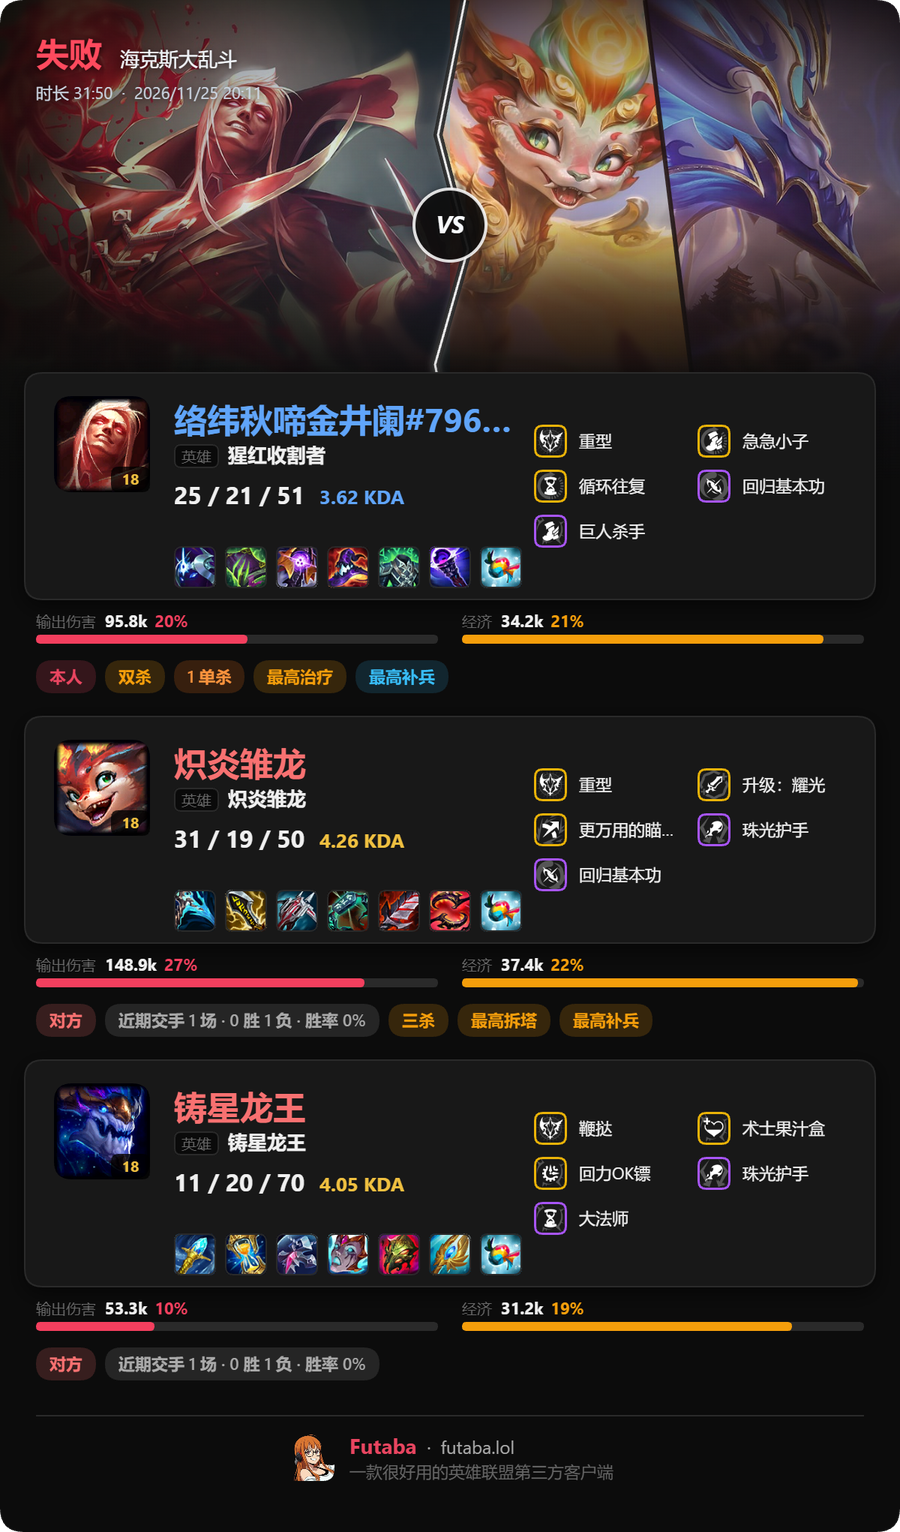 失败 海克斯大乱斗
时长 31:50 · 2026/11/25 20:11
VS
18
络纬秋啼金井阑#796...
英雄 猩红收割者
25 / 21 / 51 3.62 KDA
重型 急急小子
循环往复 回归基本功
巨人杀手
输出伤害 95.8k 20% 经济 34.2k 21%
本人 双杀 1 单杀 最高治疗 最高补兵
18
炽炎雏龙
英雄 炽炎雏龙
31 / 19 / 50 4.26 KDA
重型 升级：耀光
更万用的瞄... 珠光护手
回归基本功
输出伤害 148.9k 27% 经济 37.4k 22%
对方 近期交手 1 场 · 0 胜 1 负 · 胜率 0% 三杀 最高拆塔 最高补兵
18
铸星龙王
英雄 铸星龙王
11 / 20 / 70 4.05 KDA
鞭挞 术士果汁盒
回力OK镖 珠光护手
大法师
输出伤害 53.3k 10% 经济 31.2k 19%
对方 近期交手 1 场 · 0 胜 1 负 · 胜率 0%
Futaba · futaba.lol
一款很好用的英雄联盟第三方客户端